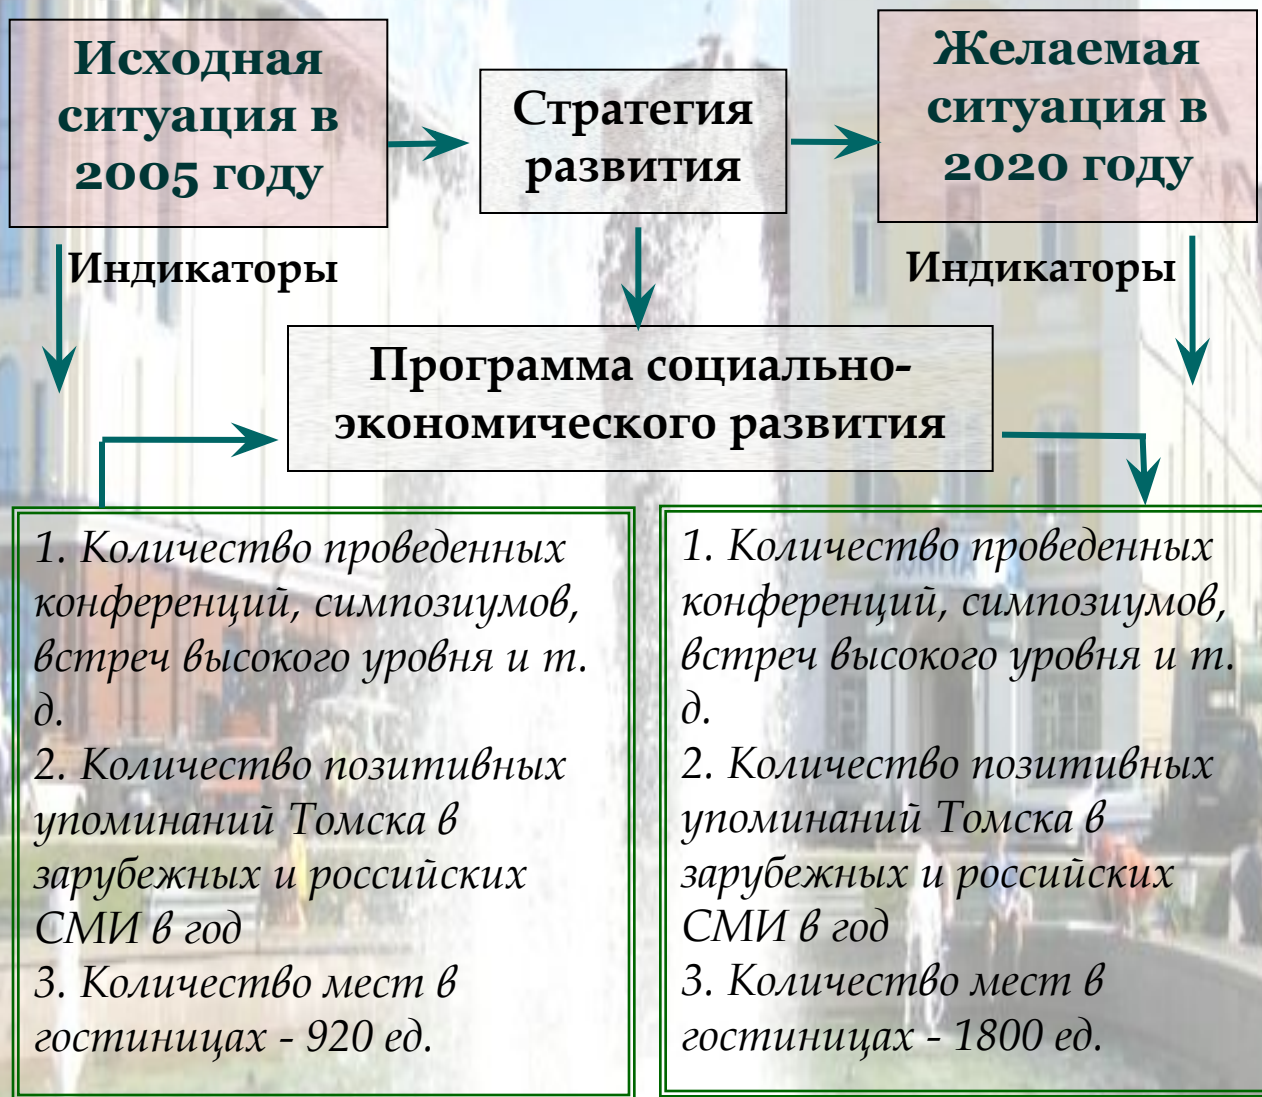 Исходная
ситуация в
2005 году
Стратегия
развития
Желаемая
ситуация в
2020 году
Индикаторы
Индикаторы
Программа социально-
экономического развития
1. Количество проведенных
конференций, симпозиумов,
встреч высокого уровня и т.
д.
2. Количество позитивных
упоминаний Томска в
зарубежных и российских
СМИ в год
3. Количество мест в
гостиницах - 920 ед.
1. Количество проведенных
конференций, симпозиумов,
встреч высокого уровня и т.
д.
2. Количество позитивных
упоминаний Томска в
зарубежных и российских
СМИ в год
3. Количество мест в
гостиницах - 1800 ед.